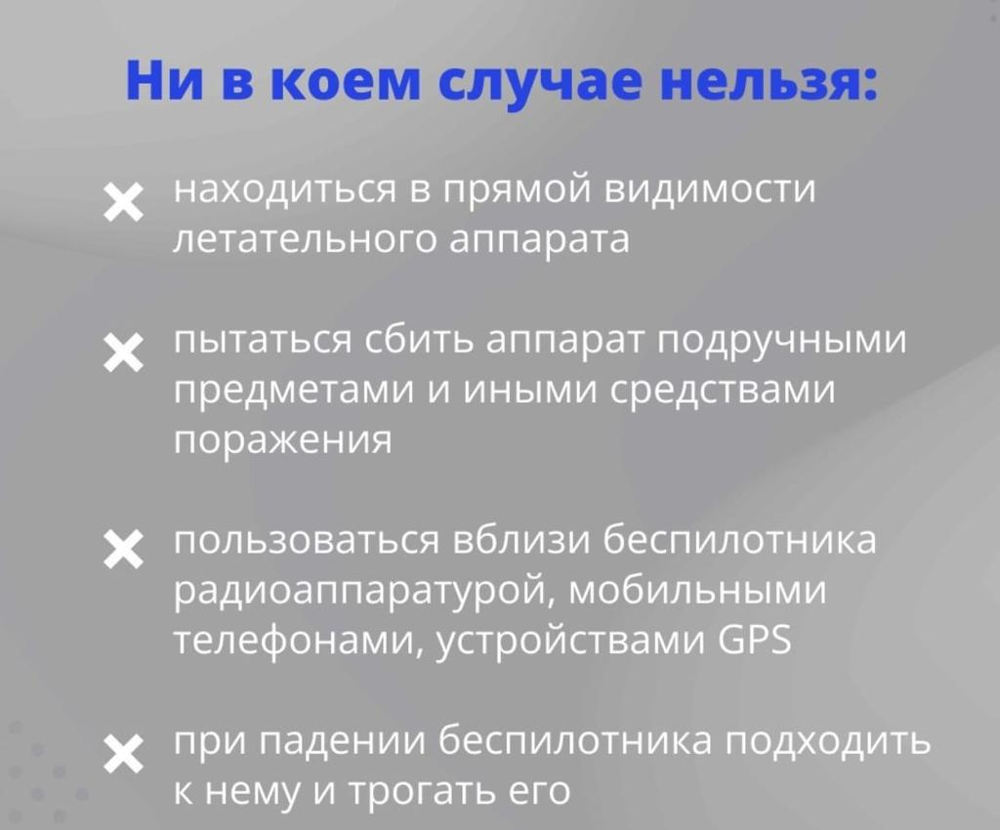 Ни в коем случае нельзя:
находиться в прямой видимости
летательного аппарата
пытаться сбить аппарат подручными
предметами и иными средствами
поражения
пользоваться вблизи беспилотника
радиоаппаратурой, мобильными
телефонами, устройствами GPS
при падении беспилотника подходить
к нему и трогать его